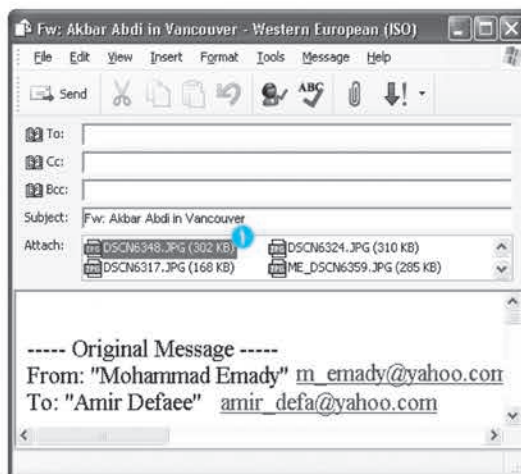 Fw: Akbar Abdi in Vancouver - Western European (ISO)
File Edit View Insert Format Tools Message Help
Send ABC
To:
Cc:
Bcc:
Subject: Fw: Akbar Abdi in Vancouver
Attach: DSCN6348.JPG (302 KB) 1 DSCN6324.JPG (310 KB)
DSCN6317.JPG (168 KB) ME_DSCN6359.JPG (285 KB)
----- Original Message -----
From: "Mohammad Emady" m_emady@yahoo.com
To: "Amir Defaee" amir_defa@yahoo.com